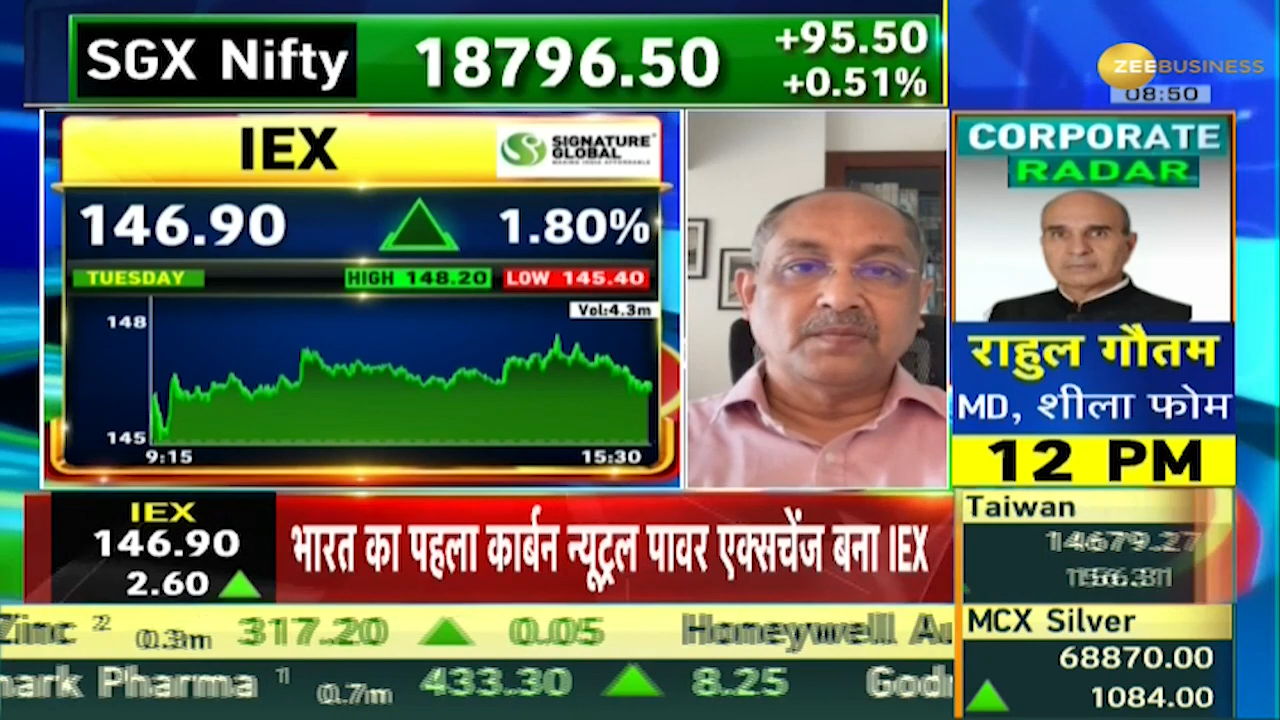 SGX Nifty
18796.50
+95.50
+0.51%
ZEEBUSINESS
08:50
IEX
SIGNATURE GLOBAL
146.90
1.80%
TUESDAY
HIGH 148.20
LOW 145.40
Vol:4.3m
148
145
9:15
15:30
CORPORATE
RADAR
राहुल गौतम
MD, शीला फोम
12 PM
IEX
146.90
2.60
भारत का पहला कार्बन न्यूट्रल पावर एक्सचेंज बना IEX
Taiwan
14679.27
MCX Silver
68870.00
1084.00
Zinc 0.3m 317.20 0.05 Honeywell Au
mark Pharma 0.7m 433.30 8.25 Godr